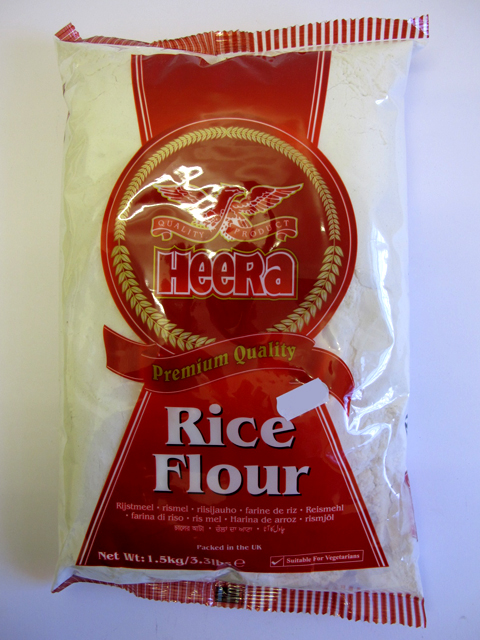 QUALITY PRODUCT
HEERA
Premium Quality
Rice
Flour
Rijstmeel · rismel · riisijauho · farine de riz · Reismehl
· farina di riso · ris mel · Harina de arroz · rismjöl
Packed in the UK
Net Wt: 1.5kg/3.3lbs e
Suitable For Vegetarians